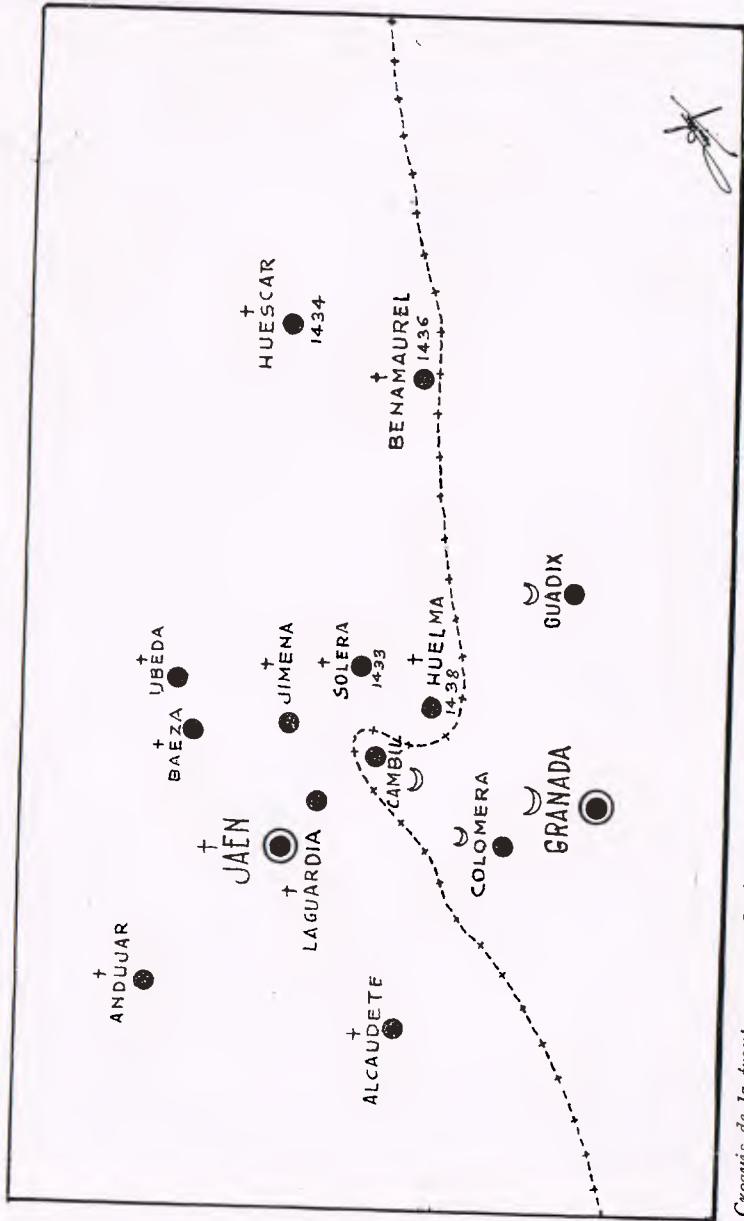 ANDUJAR
UBEDA
BAEZA
JAEN
JIMENA
HUESCAR
1434
LAGUARDIA
SOLERA
1433
ALCAUDETE
CAMBIL
BENAMAUREL
1436
HUELMA
1438
COLOMERA
GUADIX
GRANADA
Croquis de la